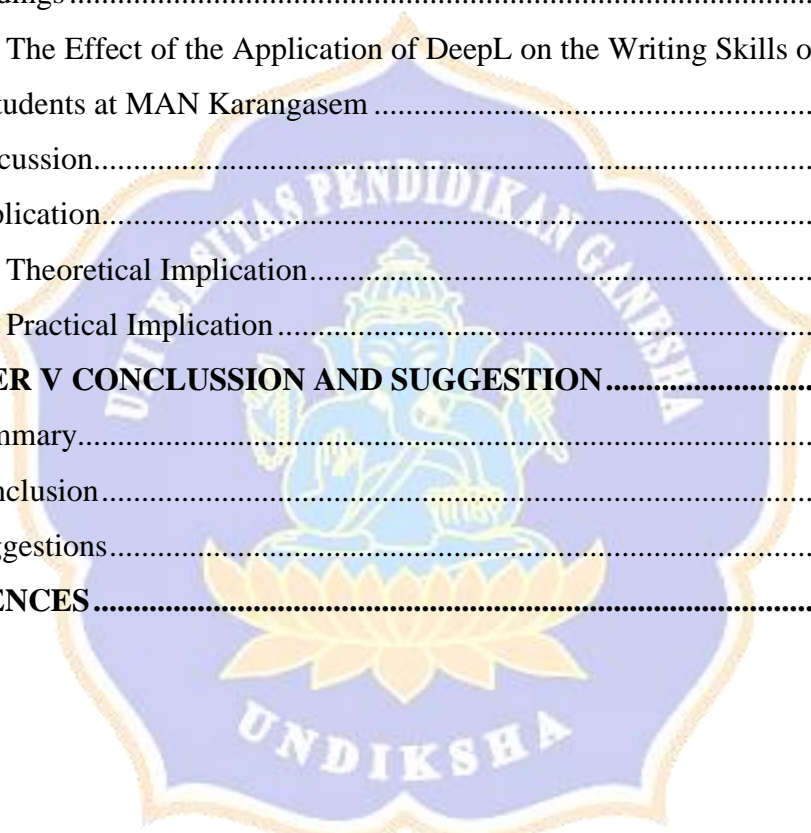 dings
The Effect of the Application of DeepL on the Writing Skills o
tudents at MAN Karangasem
cussion
plication
Theoretical Implication
Practical Implication
ER V CONCLUSSION AND SUGGESTION
mmary
nclusion
ggestions
ENCES
UNIVERSITAS PENDIDIKAN GANESHA
UNDIKSHA